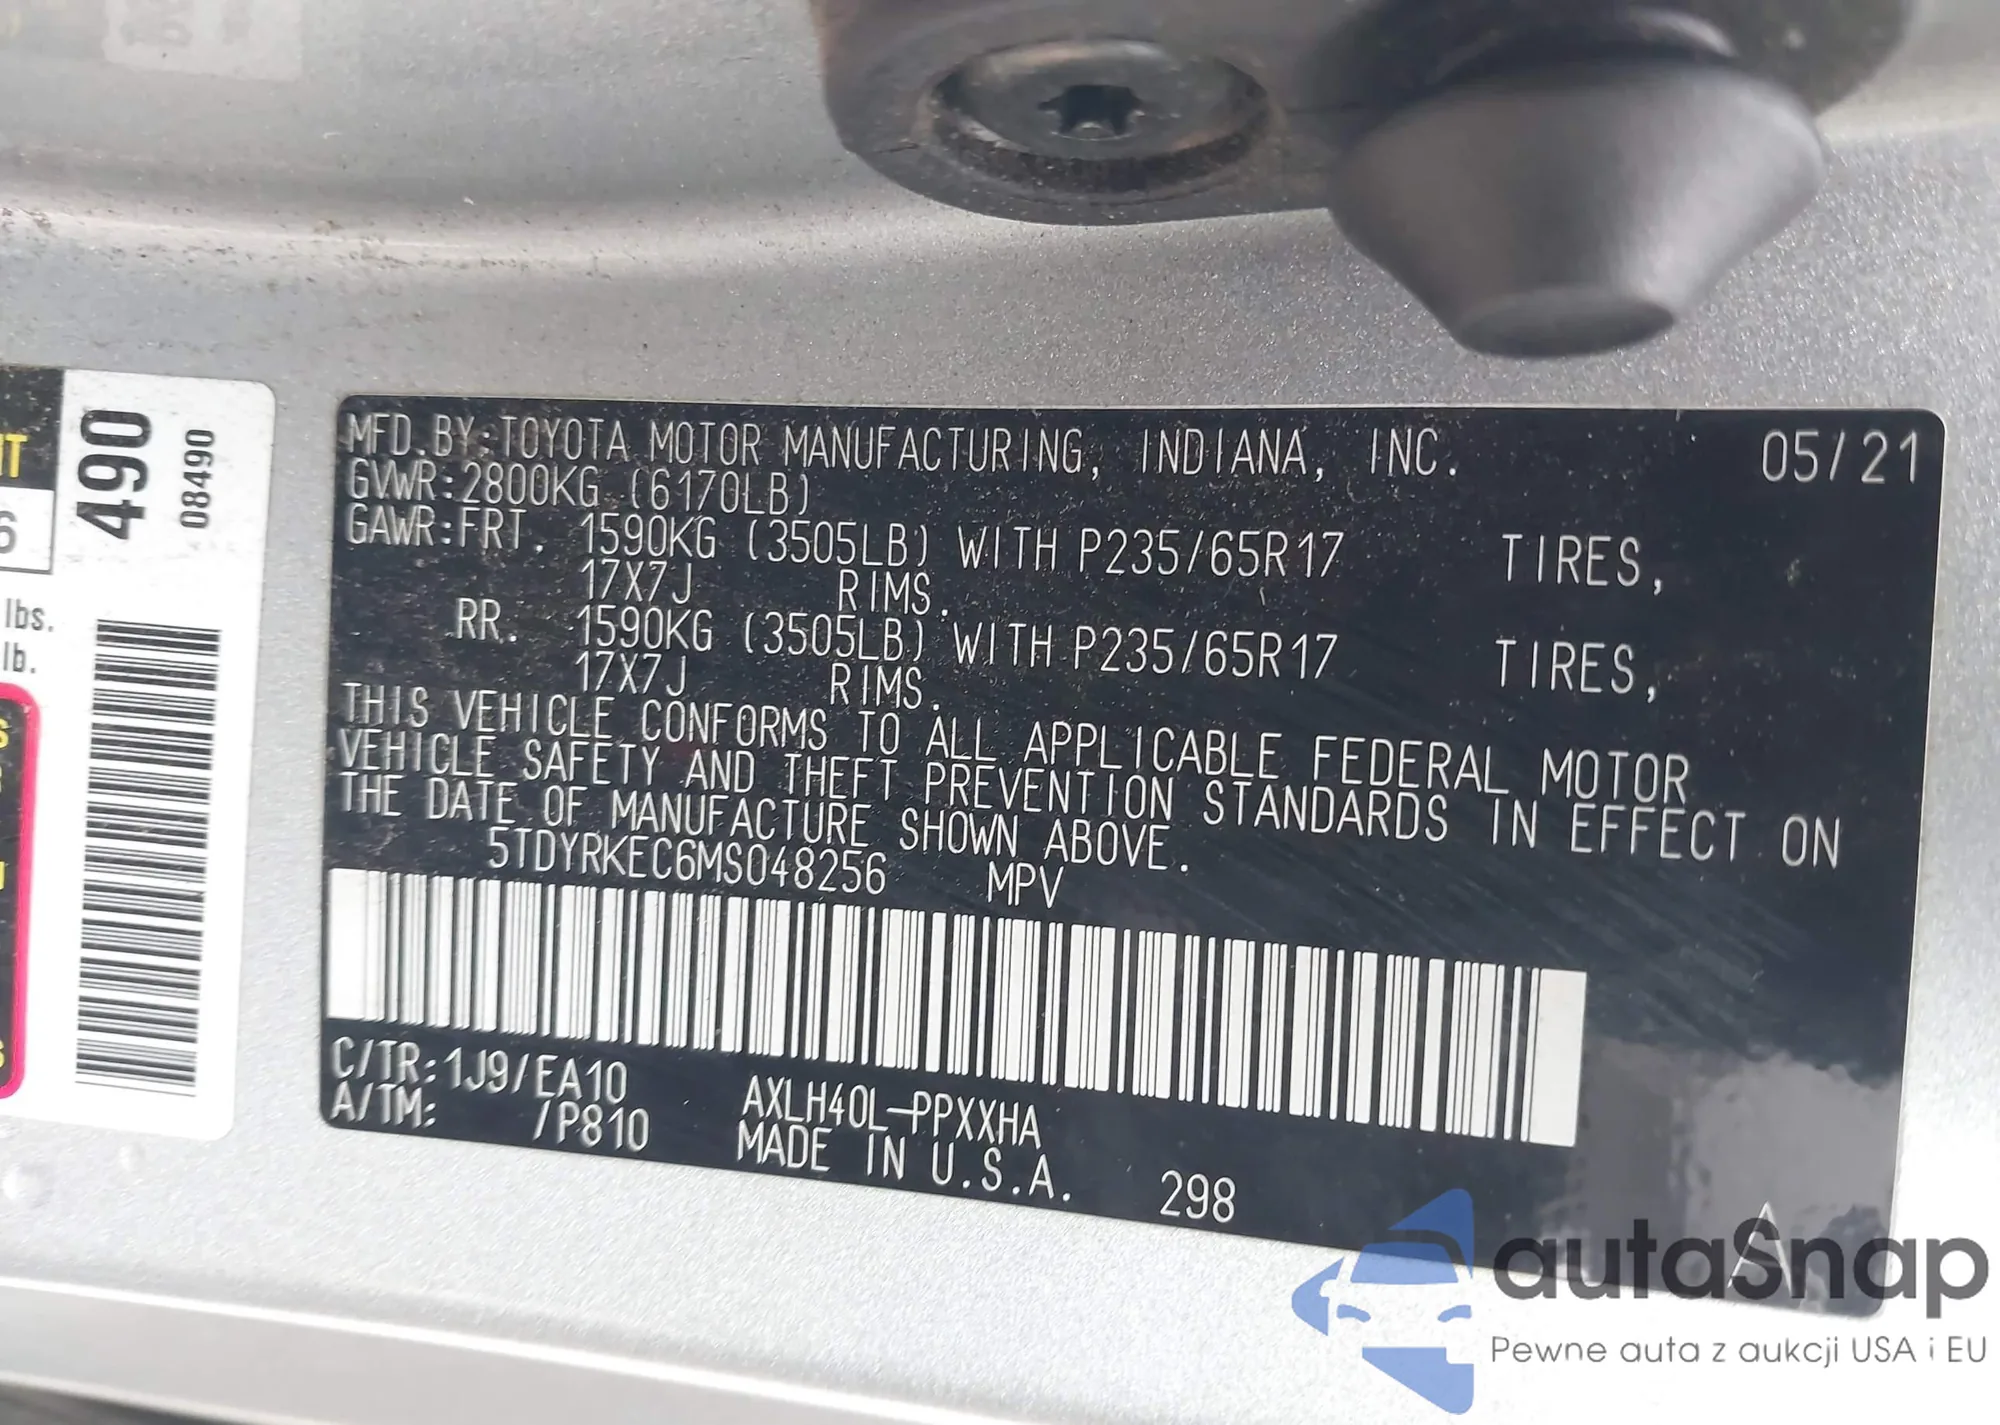 MFD.BY:TOYOTA MOTOR MANUFACTURING, INDIANA, INC. 05/21
GVWR:2800KG (6170LB)
GAWR:FRT. 1590KG (3505LB) WITH P235/65R17 TIRES,
17X7J RIMS.
RR. 1590KG (3505LB) WITH P235/65R17 TIRES,
17X7J RIMS.
THIS VEHICLE CONFORMS TO ALL APPLICABLE FEDERAL MOTOR
VEHICLE SAFETY AND THEFT PREVENTION STANDARDS IN EFFECT ON
THE DATE OF MANUFACTURE SHOWN ABOVE.
5TDYRKEC6MS048256 MPV
C/TR:1J9/EA10 AXLH40L-PPXXHA
A/TM: /P810 MADE IN U.S.A. 298
A
490
08490
6
lbs.
lb.
autaSnap
Pewne auta z aukcji USA i EU